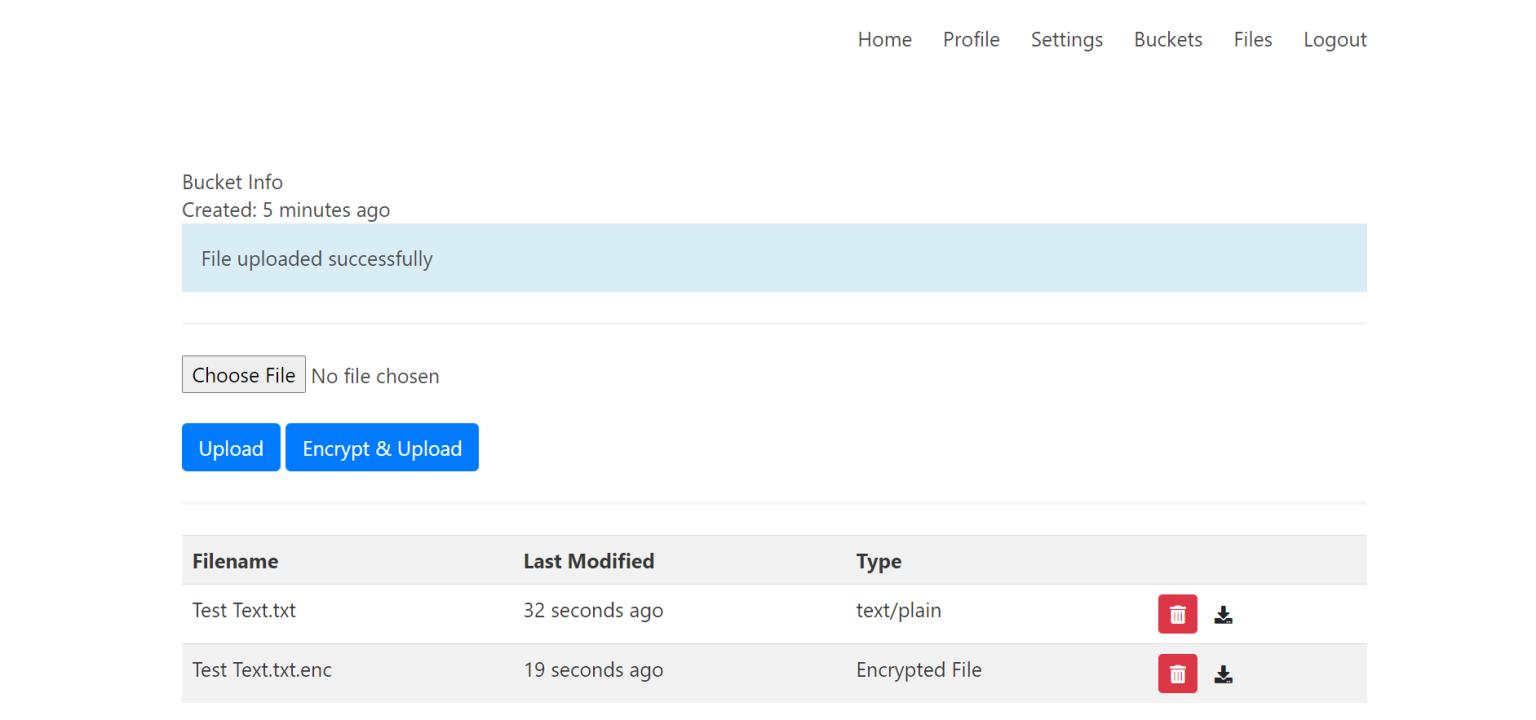 Home Profile Settings Buckets Files Logout
Bucket Info
Created: 5 minutes ago
File uploaded successfully
Choose File No file chosen
Upload Encrypt & Upload
Filename Last Modified Type
Test Text.txt 32 seconds ago text/plain
Test Text.txt.enc 19 seconds ago Encrypted File